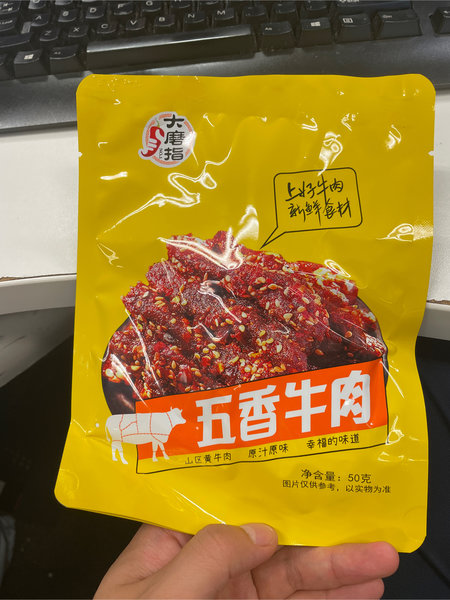 大磨指
上好牛肉
新鲜食材
五香牛肉
山区黄牛肉 原汁原味 幸福的味道
净含量：50克
图片仅供参考，以实物为准